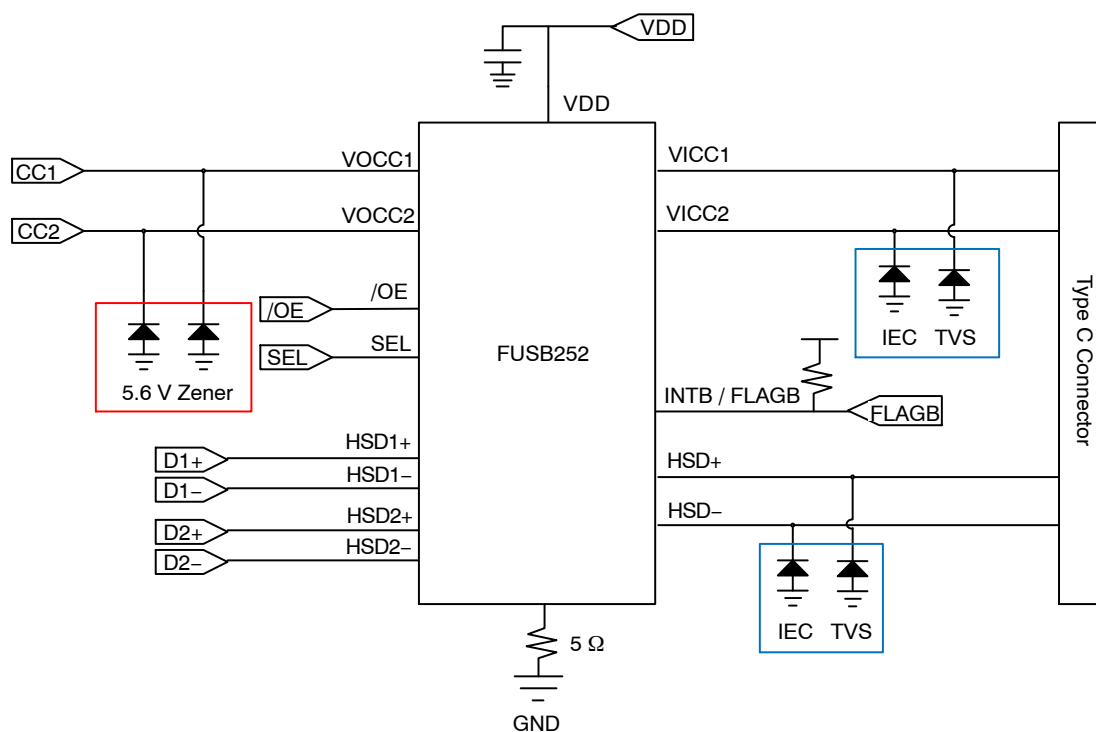 VDD
VDD
CC1
VOCC1
VICC1
CC2
VOCC2
VICC2
/OE
/OE
SEL
SEL
5.6 V Zener
FUSB252
IEC TVS
Type C Connector
INTB / FLAGB
FLAGB
D1+
HSD1+
D1−
HSD1−
D2+
HSD2+
D2−
HSD2−
HSD+
HSD−
IEC TVS
5 Ω
GND